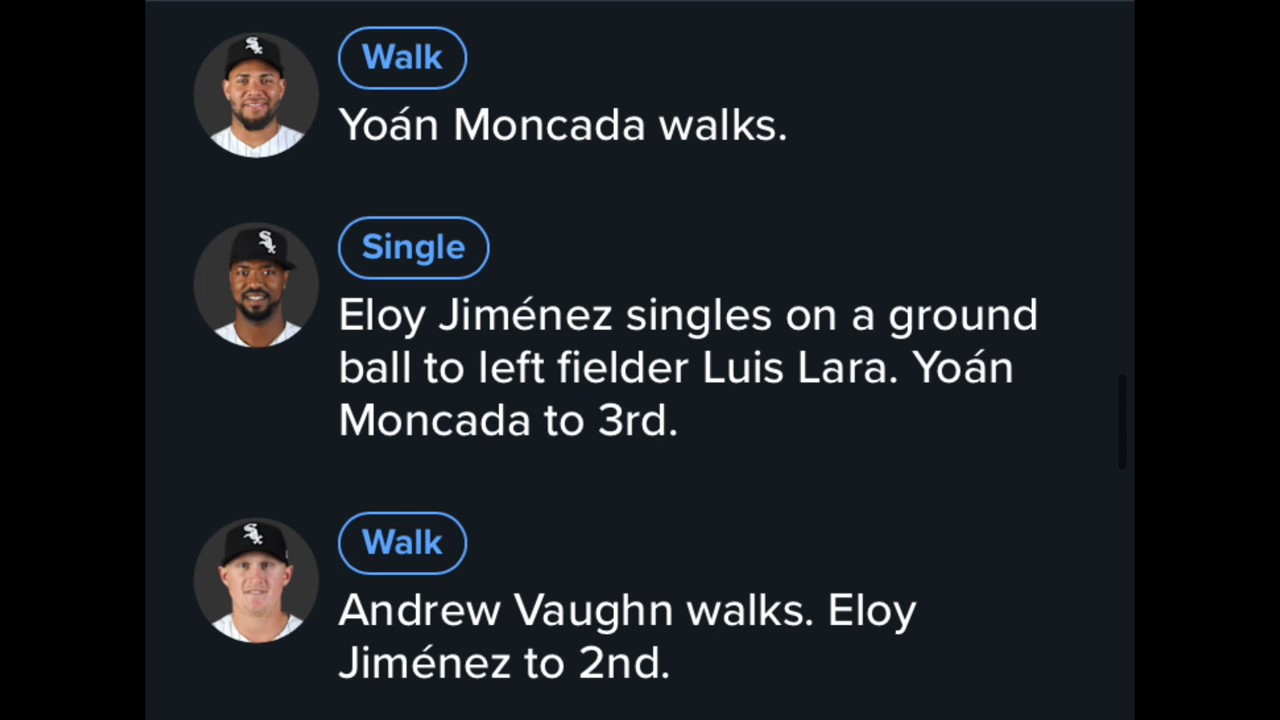 Walk
Yoán Moncada walks.
Single
Eloy Jiménez singles on a ground
ball to left fielder Luis Lara. Yoán
Moncada to 3rd.
Walk
Andrew Vaughn walks. Eloy
Jiménez to 2nd.